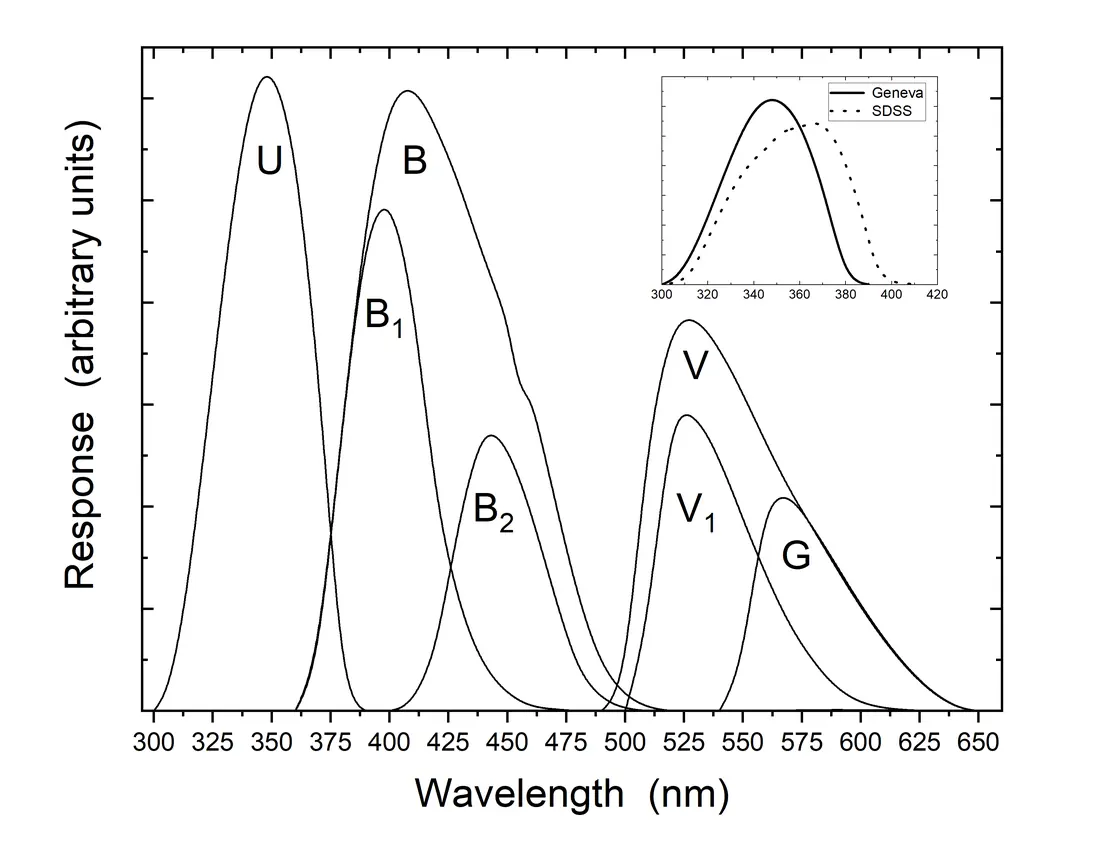 Geneva
SDSS
300 320 340 360 380 400 420
U
B
B₁
B₂
V
V₁
G
Response (arbitrary units)
300 325 350 375 400 425 450 475 500 525 550 575 600 625 650
Wavelength (nm)